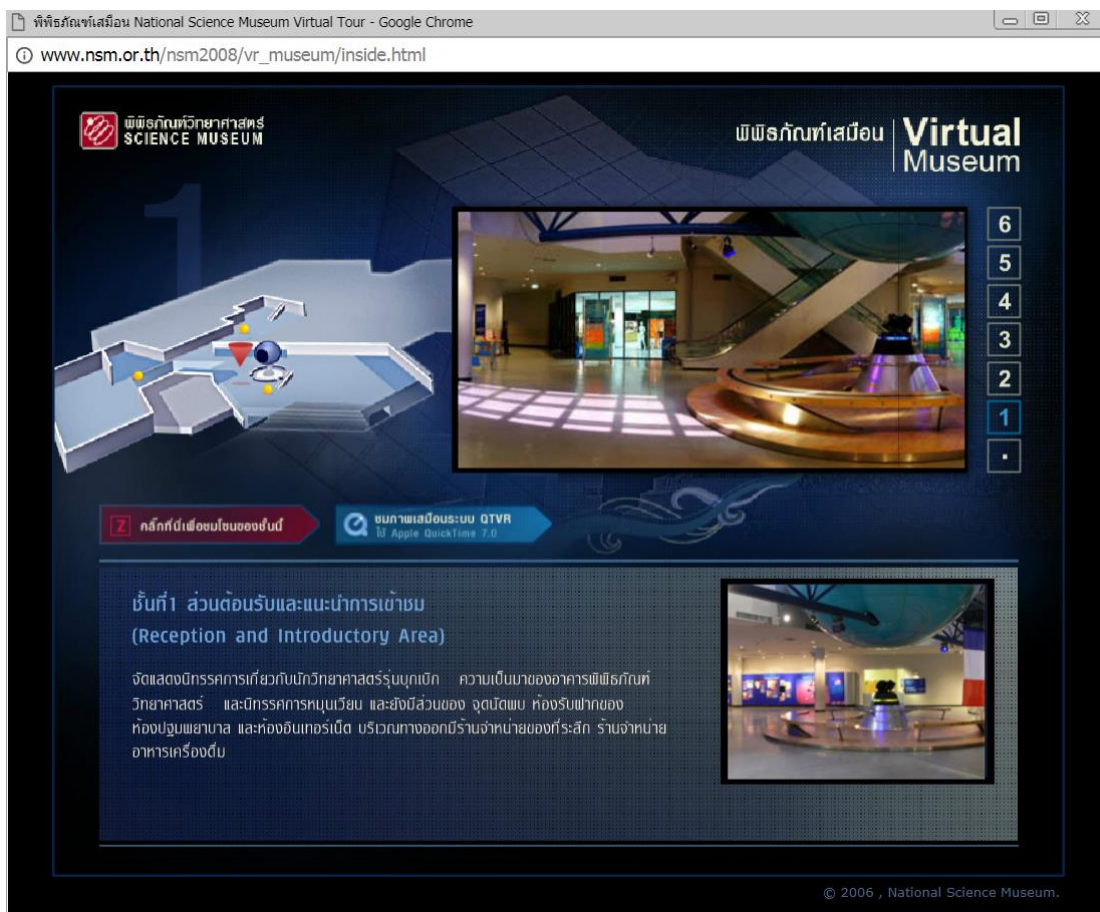 พิพิธภัณฑ์เสมือน National Science Museum Virtual Tour - Google Chrome
www.nsm.or.th/nsm2008/vr_museum/inside.html
พิพิธภัณฑ์วิทยาศาสตร์
SCIENCE MUSEUM
พิพิธภัณฑ์เสมือน
Virtual
Museum
1
6
5
4
3
2
1
Z คลิ๊กที่นี่เพื่อชมโซนของชั้นนี้
ชมภาพเสมือนระบบ QTVR
ใช้ Apple QuickTime 7.0
ชั้นที่1 ส่วนต้อนรับและแนะนำการเข้าชม
(Reception and Introductory Area)
จัดแสดงนิทรรศการเกี่ยวกับนักวิทยาศาสตร์รุ่นบุกเบิก ความเป็นมาของอาคารพิพิธภัณฑ์
วิทยาศาสตร์ และนิทรรศการหมุนเวียน และยังมีส่วนของ จุดนัดพบ ห้องรับฝากของ
ห้องปฐมพยาบาล และห้องอินเทอร์เน็ต บริเวณทางออกมีร้านจำหน่ายของที่ระลึก ร้านจำหน่าย
อาหารเครื่องดื่ม
© 2006 , National Science Museum.